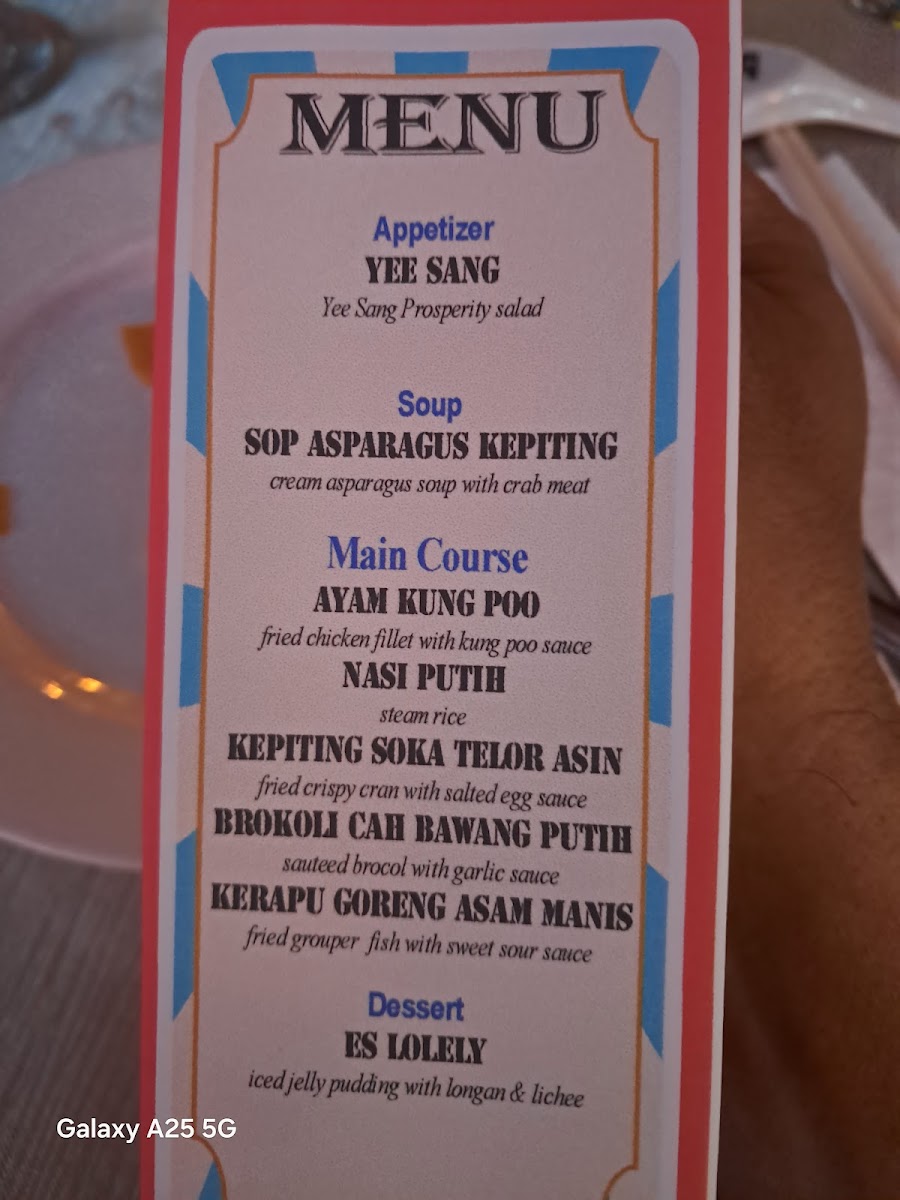 MENU
Appetizer
YEE SANG
Yee Sang Prosperity salad
Soup
SOP ASPARAGUS KEPITING
cream asparagus soup with crab meat
Main Course
AYAM KUNG POO
fried chicken fillet with kung poo sauce
NASI PUTIH
steam rice
KEPITING SOKA TELOR ASIN
fried crispy cran with salted egg sauce
BROKOLI CAH BAWANG PUTIH
sauteed brocol with garlic sauce
KERAPU GORENG ASAM MANIS
fried grouper fish with sweet sour sauce
Dessert
ES LOLELY
iced jelly pudding with longan & lichee
Galaxy A25 5G